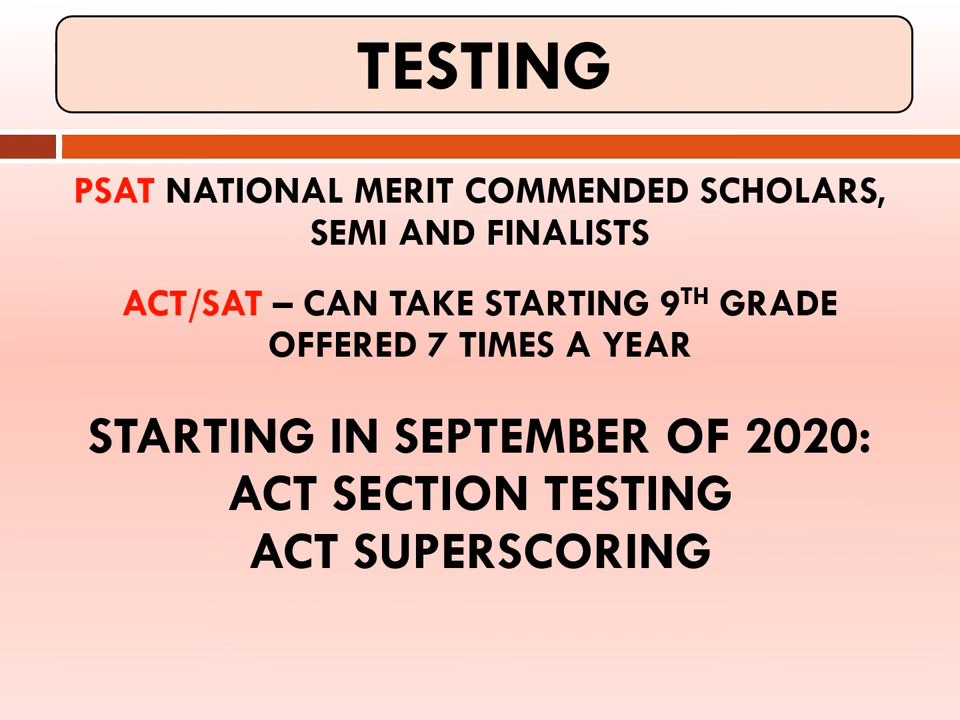 TESTING
PSAT NATIONAL MERIT COMMENDED SCHOLARS,
SEMI AND FINALISTS
ACT/SAT – CAN TAKE STARTING 9TH GRADE
OFFERED 7 TIMES A YEAR
STARTING IN SEPTEMBER OF 2020:
ACT SECTION TESTING
ACT SUPERSCORING